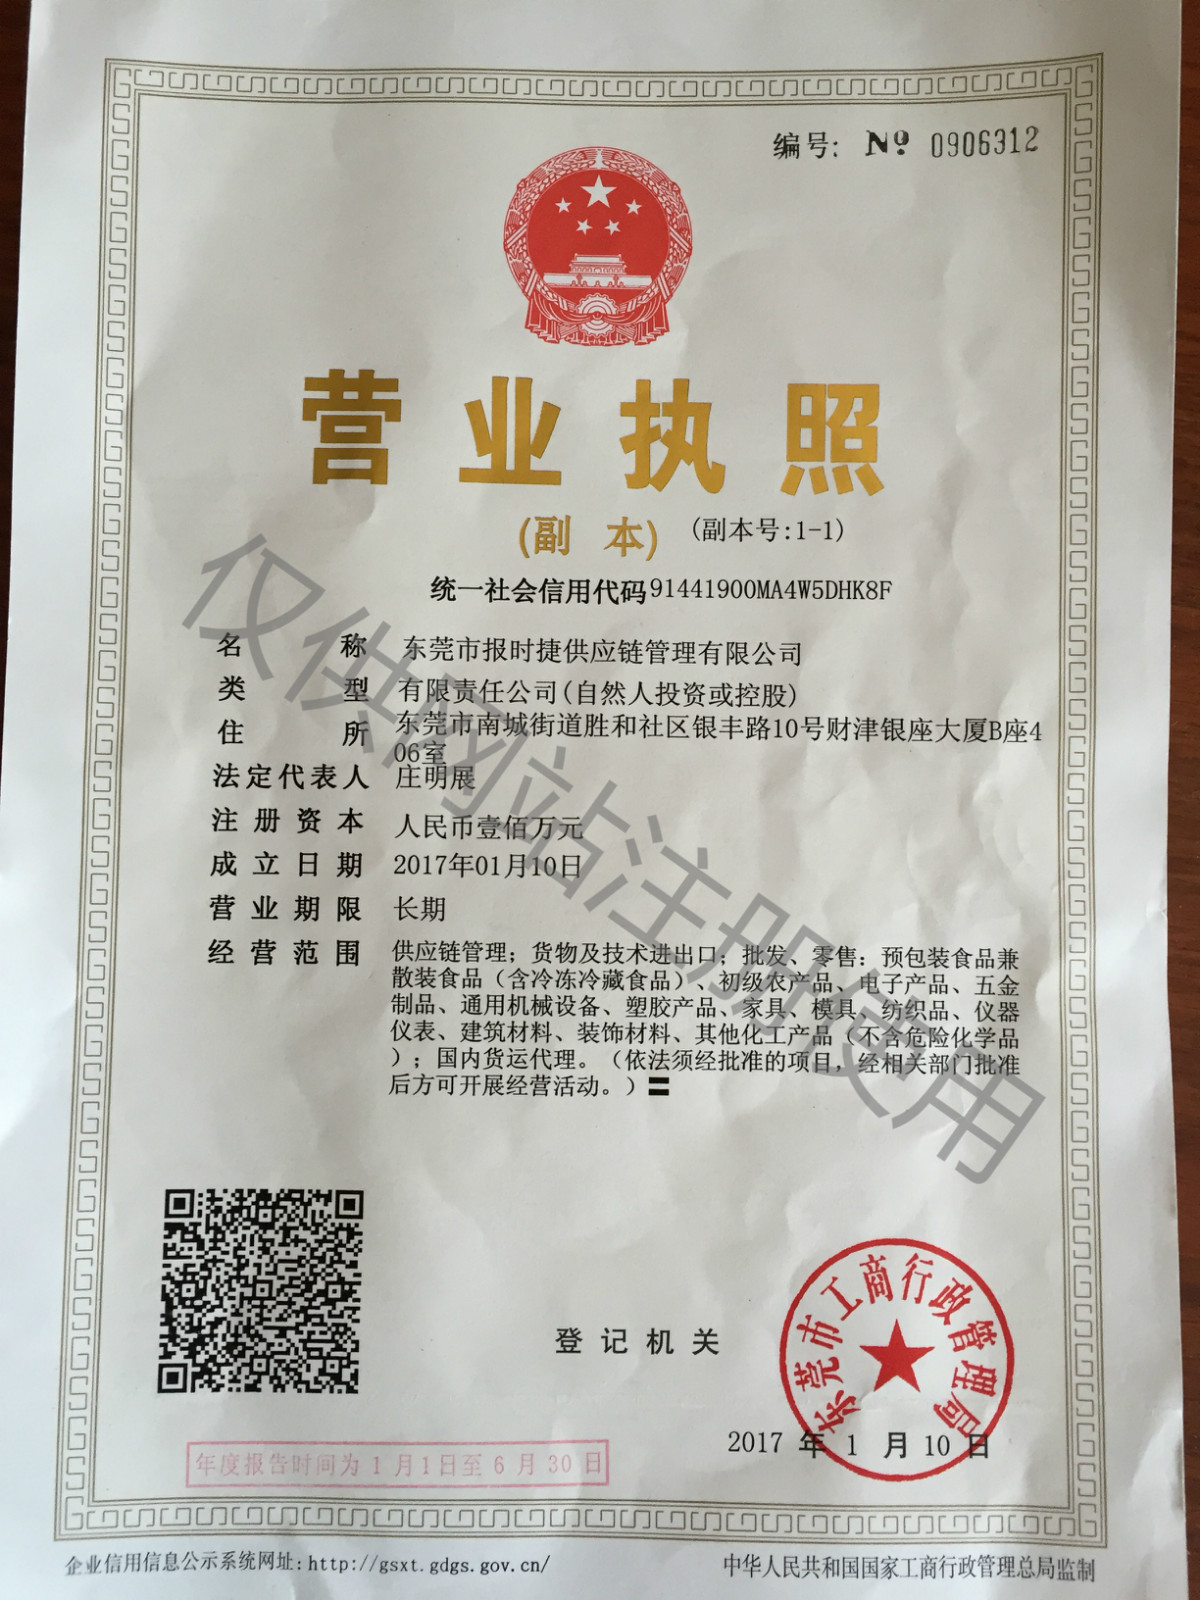 编号: № 0906312
营业执照
(副 本) (副本号:1-1)
统一社会信用代码91441900MA4W5DHK8F
名 称 东莞市报时捷供应链管理有限公司
类 型 有限责任公司(自然人投资或控股)
住 所 东莞市南城街道胜和社区银丰路10号财津银座大厦B座4
06室
法定代表人 庄明展
注册资本 人民币壹佰万元
成立日期 2017年01月10日
营业期限 长期
经营范围 供应链管理；货物及技术进出口；批发、零售：预包装食品兼
散装食品（含冷冻冷藏食品）、初级农产品、电子产品、五金
制品、通用机械设备、塑胶产品、家具、模具、纺织品、仪器
仪表、建筑材料、装饰材料、其他化工产品（不含危险化学品
）；国内货运代理。（依法须经批准的项目，经相关部门批准
后方可开展经营活动。）〓
仅供网站注册使用
登记机关
东莞市工商行政管理局
2017 年 1 月 10 日
年度报告时间为1月1日至6月30日
企业信用信息公示系统网址:http://gsxt.gdgs.gov.cn/
中华人民共和国国家工商行政管理总局监制